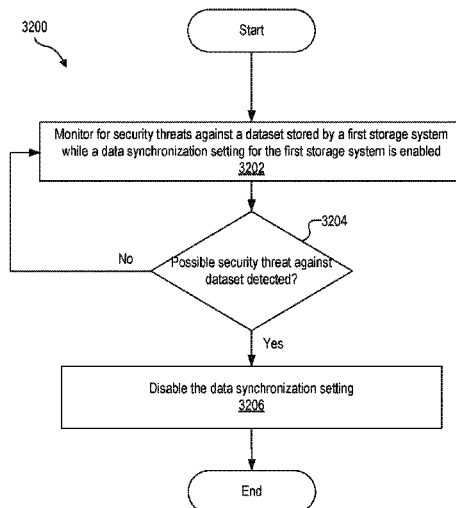 3200
Start
Monitor for security threats against a dataset stored by a first storage system
while a data synchronization setting for the first storage system is enabled
3202
3204
No
Possible security threat against
dataset detected?
Yes
Disable the data synchronization setting
3206
End